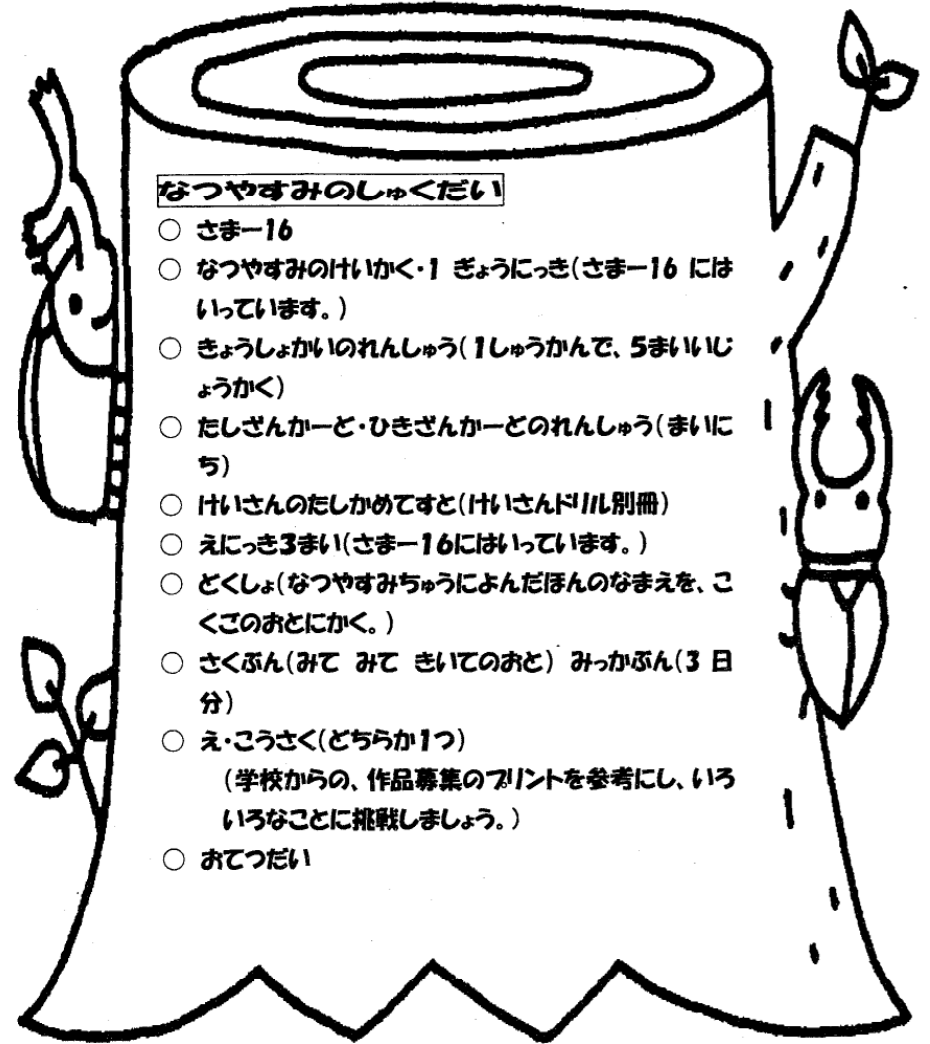 なつやすみのしゅくだい
○ さまー16
○ なつやすみのけいかく・1 ぎょうにっき(さまー16 には
いっています。)
○ きょうしょかいのれんしゅう(1しゅうかんで、5まいいじ
ょうかく)
○ たしざんかーど・ひきざんかーどのれんしゅう(まいに
ち)
○ けいさんのたしかめてすと(けいさんドリル別冊)
○ えにっき3まい(さまー16にはいっています。)
○ どくしょ(なつやすみちゅうによんだほんのなまえを、こ
くごのおとにかく。)
○ さくぶん(みて みて きいてのおと) みっかぶん(3 日
分)
○ え・こうさく(どちらか1つ)
(学校からの、作品募集のプリントを参考にし、いろ
いろなことに挑戦しましょう。)
○ おてつだい